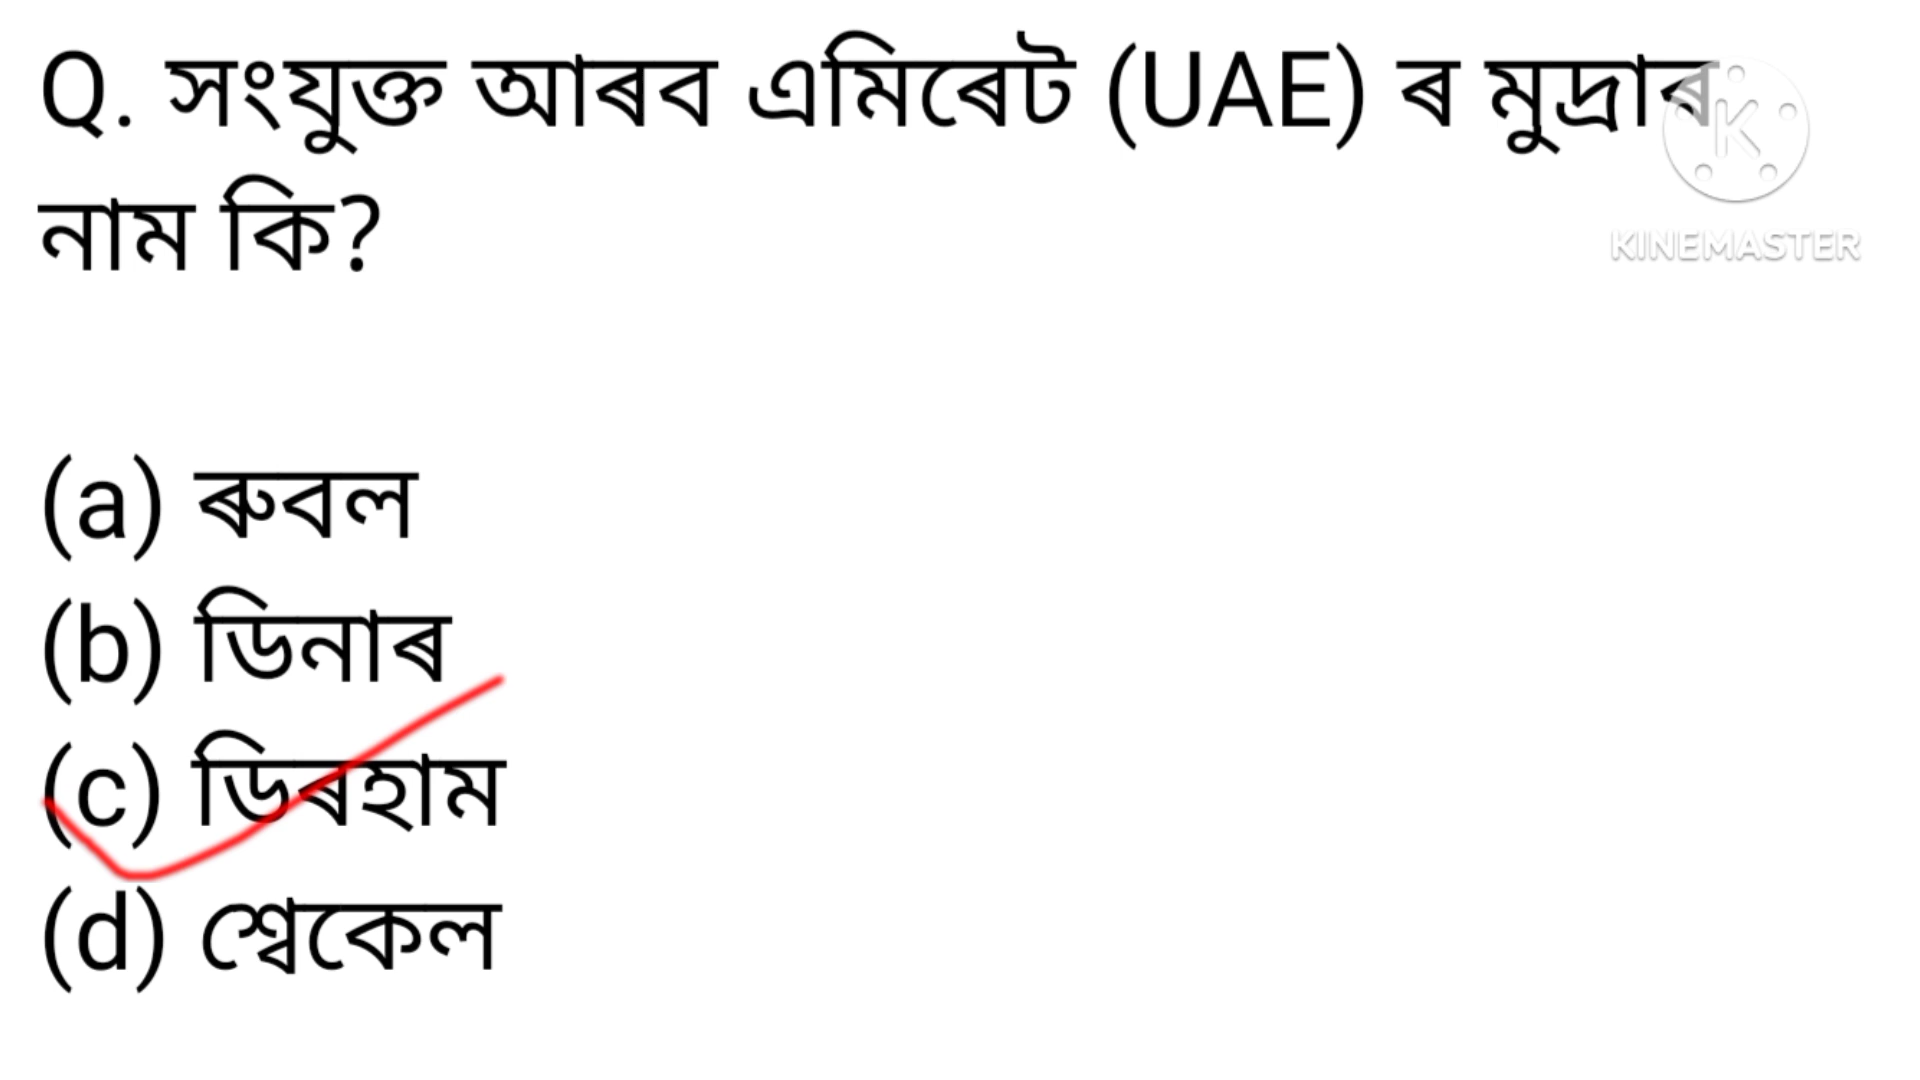 Q. সংযুক্ত আৰব এমিৰেট (UAE) ৰ মুদ্ৰাৰ
নাম কি?
KINEMASTER
(a) ৰুবল
(b) ডিনাৰ
(c) ডিৰহাম
(d) শ্বেকেল